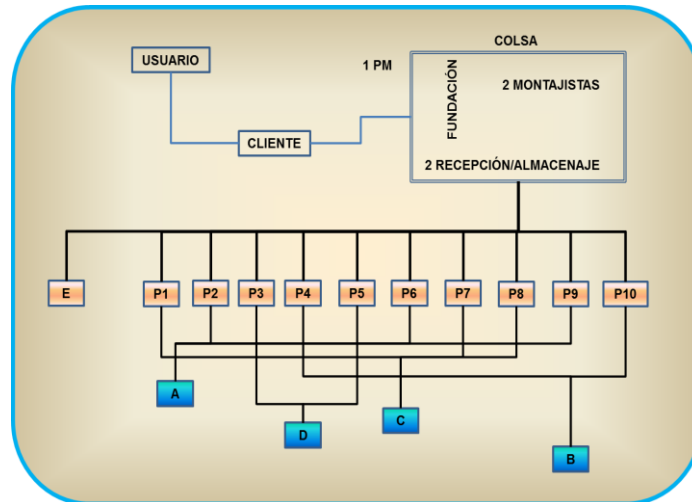 COLSA
USUARIO
1 PM
FUNDACIÓN
2 MONTAJISTAS
CLIENTE
2 RECEPCIÓN/ALMACENAJE
E P1 P2 P3 P4 P5 P6 P7 P8 P9 P10
A
C
D
B